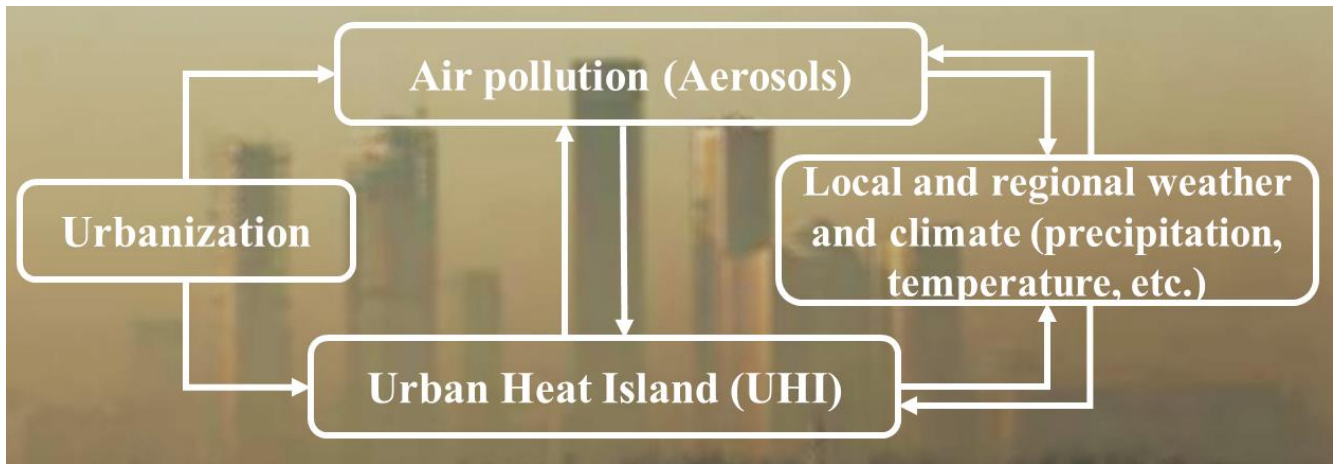 Air pollution (Aerosols)
Urbanization
Local and regional weather
and climate (precipitation,
temperature, etc.)
Urban Heat Island (UHI)